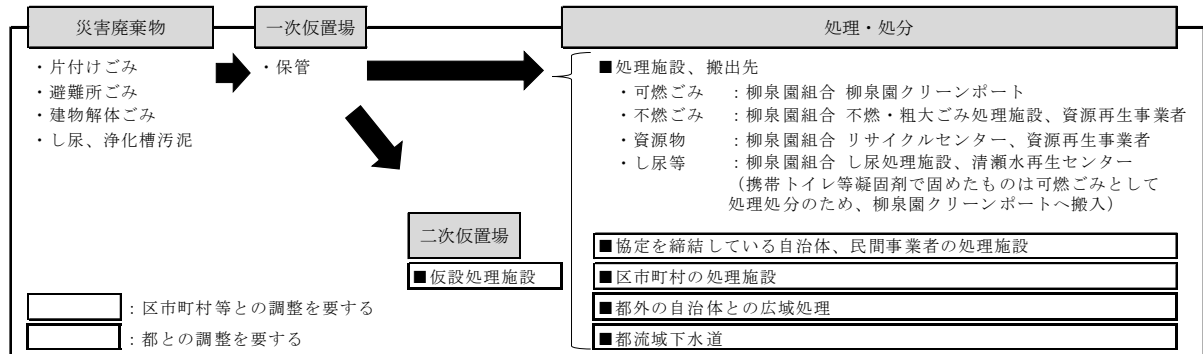 災害廃棄物
一次仮置場
処理・処分
・片付けごみ
・避難所ごみ
・建物解体ごみ
・し尿、浄化槽汚泥
・保管
■処理施設、搬出先
・可燃ごみ ：柳泉園組合 柳泉園クリーンポート
・不燃ごみ ：柳泉園組合 不燃・粗大ごみ処理施設、資源再生事業者
・資源物 ：柳泉園組合 リサイクルセンター、資源再生事業者
・し尿等 ：柳泉園組合 し尿処理施設、清瀬水再生センター
（携帯トイレ等凝固剤で固めたものは可燃ごみとして
処理処分のため、柳泉園クリーンポートへ搬入）
二次仮置場
■仮設処理施設
■協定を締結している自治体、民間事業者の処理施設
■区市町村の処理施設
■都外の自治体との広域処理
■都流域下水道
：区市町村等との調整を要する
：都との調整を要する